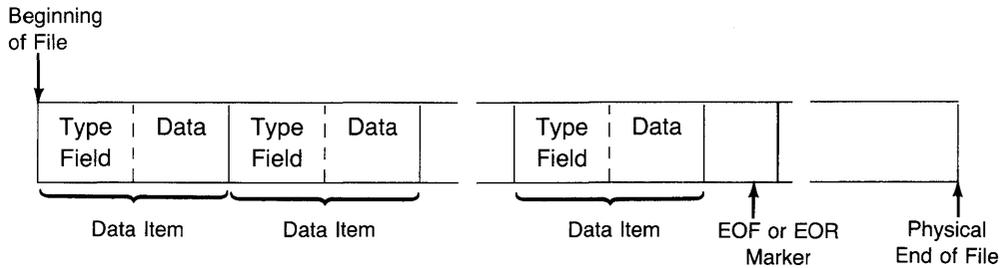 Beginning
of File
Type
Field
Data
Type
Field
Data
Type
Field
Data
Data Item
Data Item
Data Item
EOF or EOR
Marker
Physical
End of File